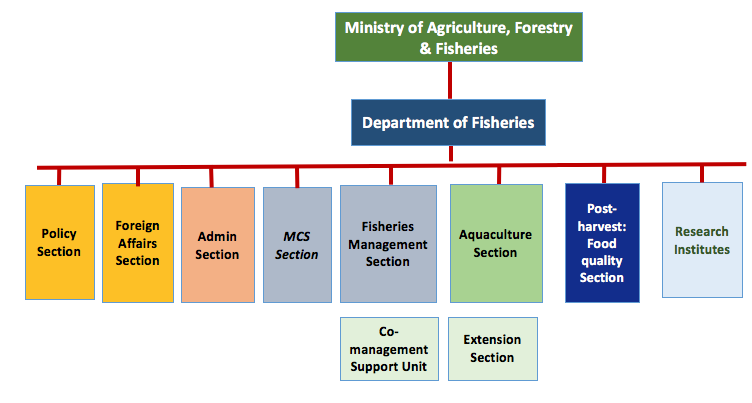 Ministry of Agriculture, Forestry
& Fisheries
Department of Fisheries
Policy
Section
Foreign
Affairs
Section
Admin
Section
MCS
Section
Fisheries
Management
Section
Aquaculture
Section
Post-
harvest:
Food
quality
Section
Research
Institutes
Co-
management
Support Unit
Extension
Section